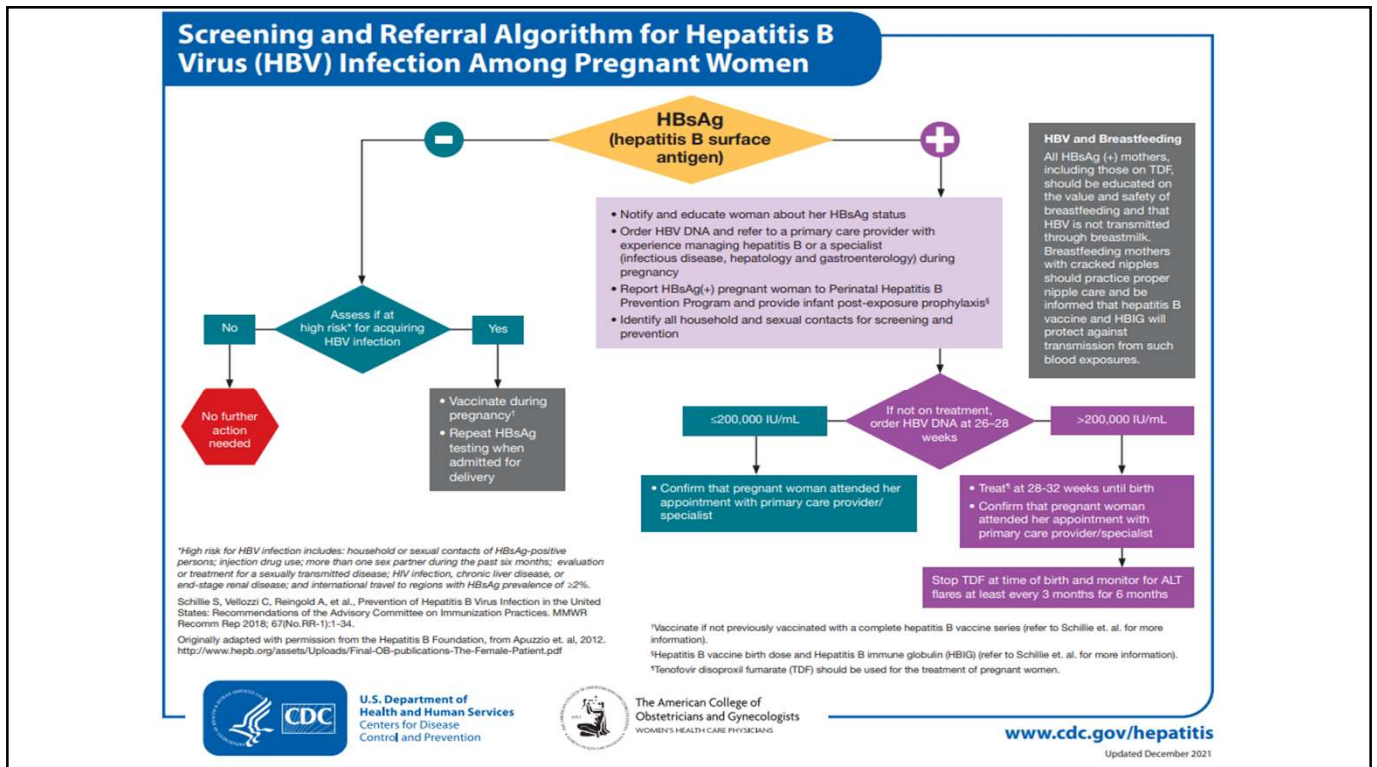 Screening and Referral Algorithm for Hepatitis B
Virus (HBV) Infection Among Pregnant Women
HBsAg
(hepatitis B surface
antigen)
HBV and Breastfeeding
All HBsAg (+) mothers,
including those on TDF,
should be educated on
the value and safety of
breastfeeding and that
HBV is not transmitted
through breastmilk.
Breastfeeding mothers
with cracked nipples
should practice proper
nipple care and be
informed that hepatitis B
vaccine and HBIG will
protect against
transmission from such
blood exposures.
• Notify and educate woman about her HBsAg status
• Order HBV DNA and refer to a primary care provider with
experience managing hepatitis B or a specialist
(infectious disease, hepatology and gastroenterology) during
pregnancy
• Report HBsAg(+) pregnant woman to Perinatal Hepatitis B
Prevention Program and provide infant post-exposure prophylaxis§
• Identify all household and sexual contacts for screening and
prevention
No
Assess if at
high risk* for acquiring
HBV infection
Yes
No further
action
needed
• Vaccinate during
pregnancy†
• Repeat HBsAg
testing when
admitted for
delivery
≤200,000 IU/mL
If not on treatment,
order HBV DNA at 26–28
weeks
>200,000 IU/mL
• Confirm that pregnant woman attended her
appointment with primary care provider/
specialist
• Treat¶ at 28-32 weeks until birth
• Confirm that pregnant woman
attended her appointment with
primary care provider/specialist
Stop TDF at time of birth and monitor for ALT
flares at least every 3 months for 6 months
*High risk for HBV infection includes: household or sexual contacts of HBsAg-positive
persons; injection drug use; more than one sex partner during the past six months; evaluation
or treatment for a sexually transmitted disease; HIV infection, chronic liver disease, or
end-stage renal disease; and international travel to regions with HBsAg prevalence of ≥2%.
Schillie S, Vellozzi C, Reingold A, et al., Prevention of Hepatitis B Virus Infection in the United
States: Recommendations of the Advisory Committee on Immunization Practices. MMWR
Recomm Rep 2018; 67(No.RR-1):1-34.
Originally adapted with permission from the Hepatitis B Foundation, from Apuzzio et. al, 2012.
http://www.hepb.org/assets/Uploads/Final-OB-publications-The-Female-Patient.pdf
†Vaccinate if not previously vaccinated with a complete hepatitis B vaccine series (refer to Schillie et. al. for more
information).
§Hepatitis B vaccine birth dose and Hepatitis B immune globulin (HBIG) (refer to Schillie et. al. for more information).
¶Tenofovir disoproxil fumarate (TDF) should be used for the treatment of pregnant women.
CDC
U.S. Department of
Health and Human Services
Centers for Disease
Control and Prevention
The American College of
Obstetricians and Gynecologists
WOMEN'S HEALTH CARE PHYSICIANS
www.cdc.gov/hepatitis
Updated December 2021